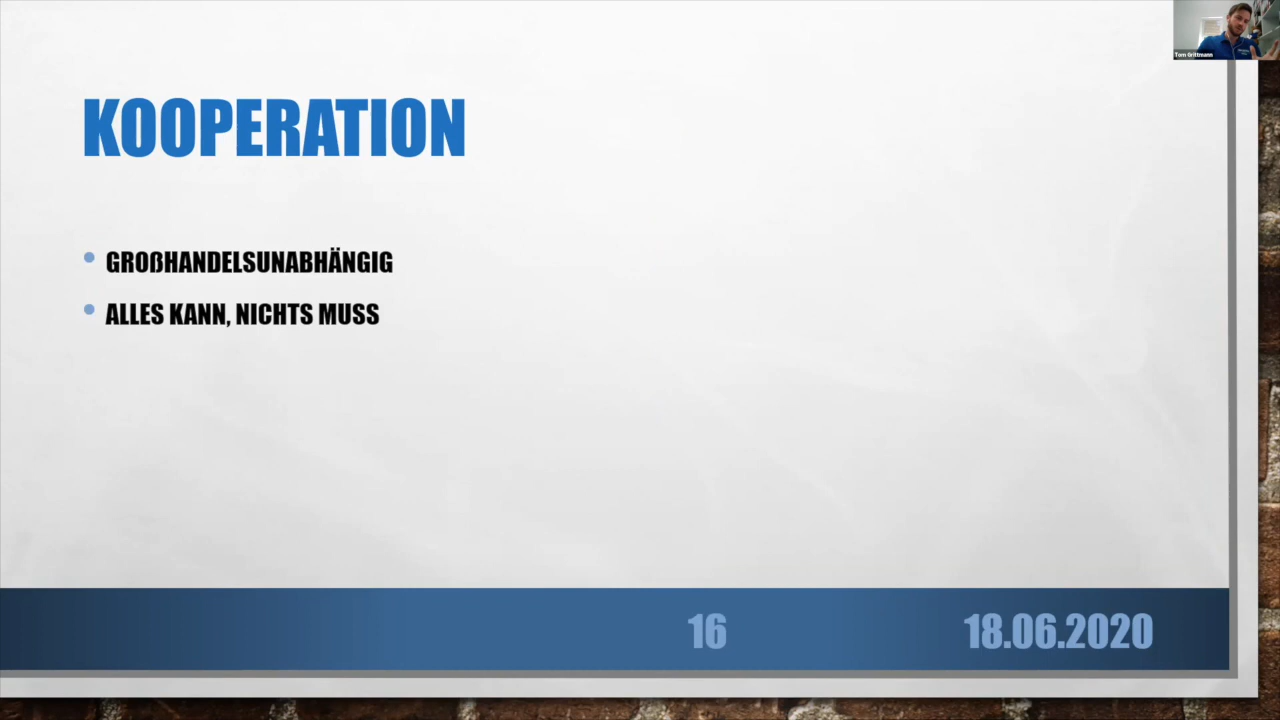 Tom Grittmann
KOOPERATION
GROẞHANDELSUNABHÄNGIG
ALLES KANN, NICHTS MUSS
16
18.06.2020